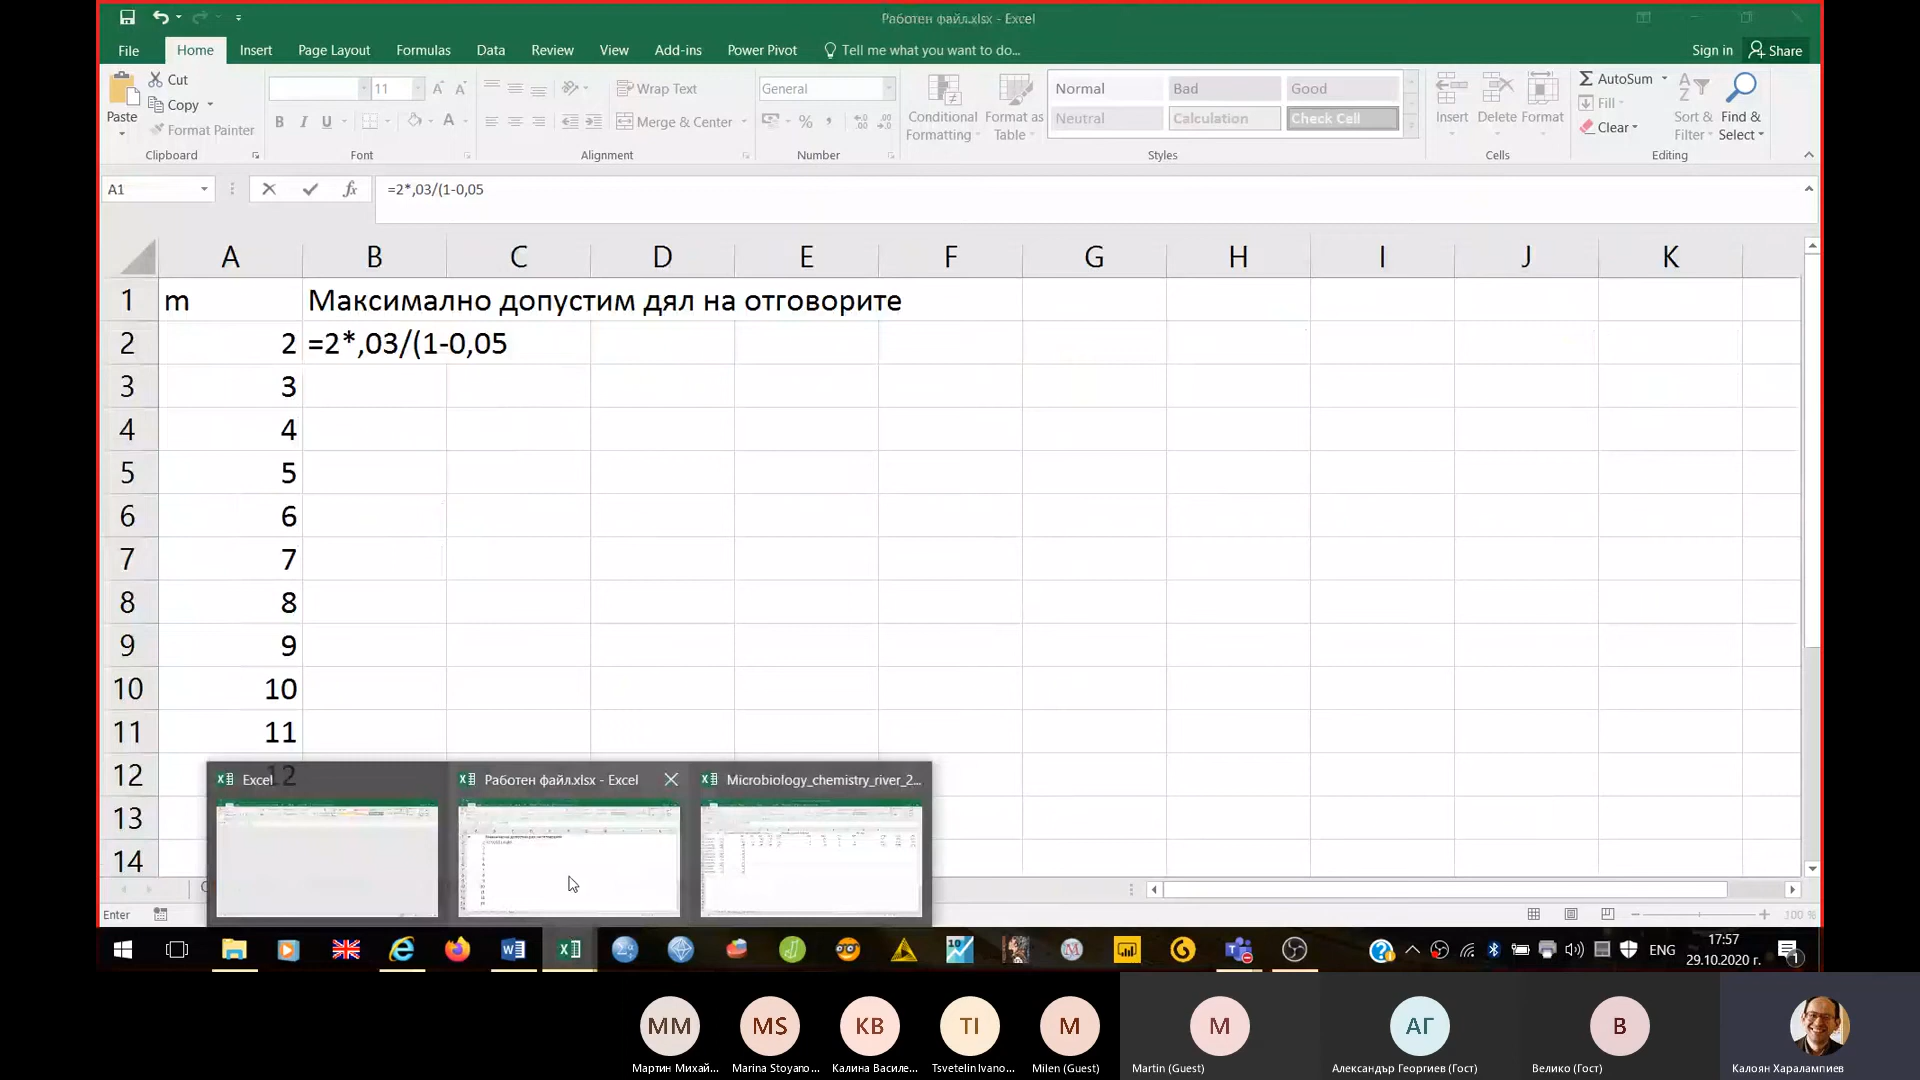 Работен файл.xlsx - Excel
File Home Insert Page Layout Formulas Data Review View Add-ins Power Pivot Tell me what you want to do... Sign in Share
Paste
Cut
Copy
Format Painter
Clipboard
11
B I U
Font
Wrap Text
Merge & Center
Alignment
General
%
Number
Conditional Formatting
Format as Table
Normal Bad Good
Neutral Calculation Check Cell
Styles
Insert Delete Format
Cells
AutoSum
Fill
Clear
Sort & Filter
Find & Select
Editing
A1 fx =2*,03/(1-0,05
A B C D E F G H I J K
1 m Максимално допустим дял на отговорите
2 2 =2*,03/(1-0,05
3 3
4 4
5 5
6 6
7 7
8 8
9 9
10 10
11 11
12 12
13
14
Excel
Работен файл.xlsx - Excel
Microbiology_chemistry_river_2...
Enter
100 %
ENG
17:57
29.10.2020 г.
1
MM MS KB TI M M АГ В
Мартин Михай... Marina Stoyano... Калина Василе... Tsvetelin Ivano... Milen (Guest) Martin (Guest) Александър Георгиев (Гост) Велико (Гост) Калоян Харалампиев